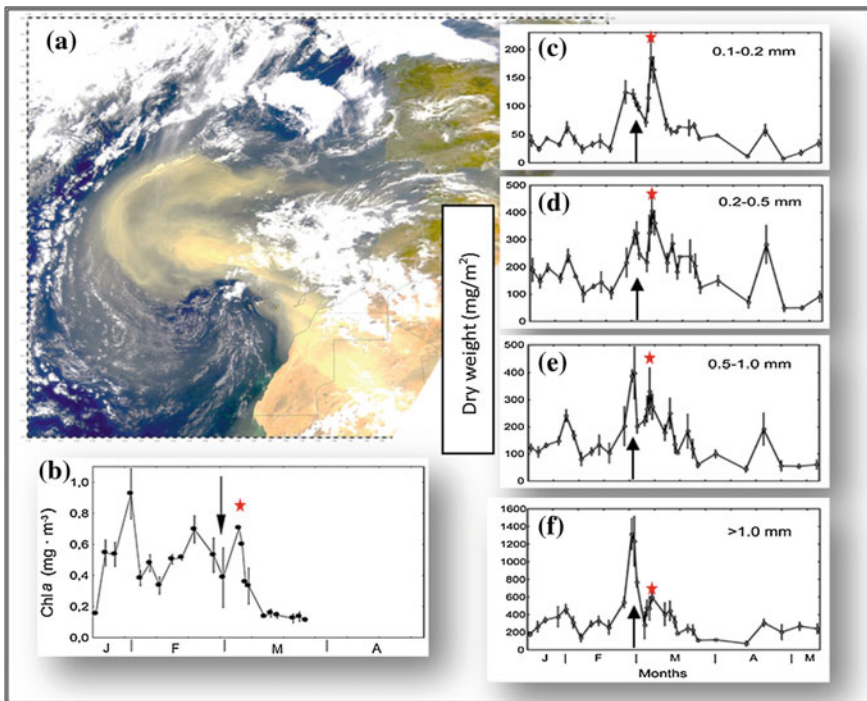 (a)
(b)
Chl a (mg · m⁻³)
1,0
0,8
0,6
0,4
0,2
0,0
J F M A
Dry weight (mg/m²)
(c)
0.1-0.2 mm
200
150
100
50
0
(d)
0.2-0.5 mm
500
400
300
200
100
0
(e)
0.5-1.0 mm
500
400
300
200
100
0
(f)
>1.0 mm
1600
1400
1200
1000
800
600
400
200
0
J F M A M
Months